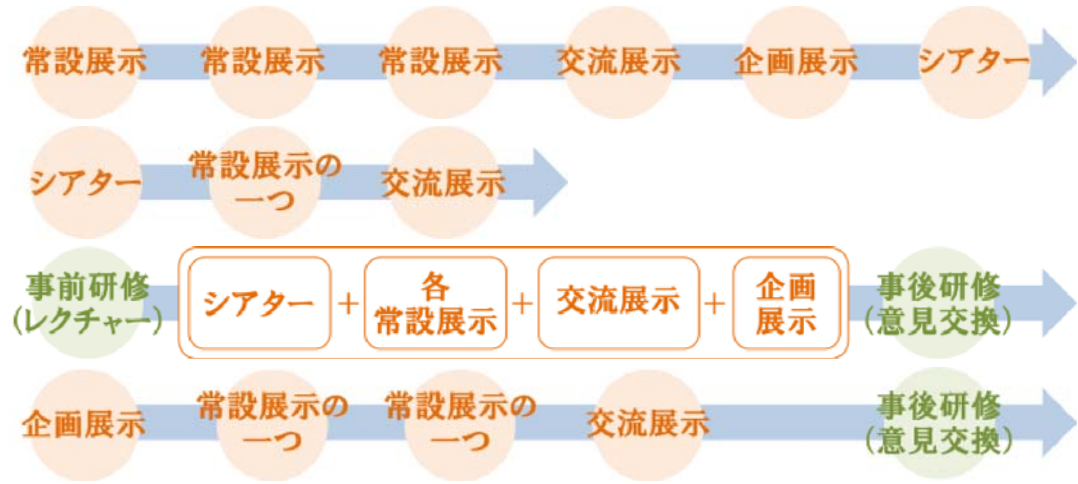 常設展示 常設展示 常設展示 交流展示 企画展示 シアター
シアター
常設展示の
一つ
交流展示
事前研修
(レクチャー)
シアター
+
各
常設展示
+
交流展示
+
企画
展示
事後研修
(意見交換)
企画展示
常設展示の
一つ
常設展示の
一つ
交流展示
事後研修
(意見交換)